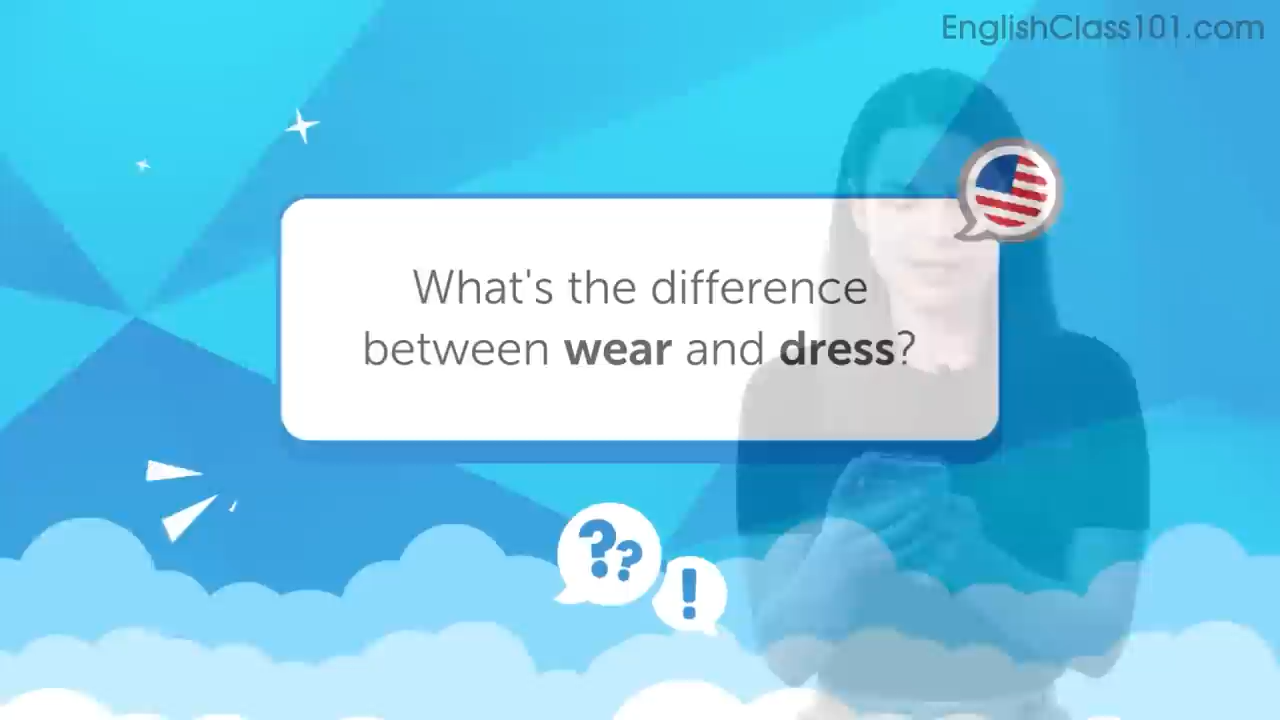 EnglishClass101.com
What's the difference
between wear and dress?
??
!